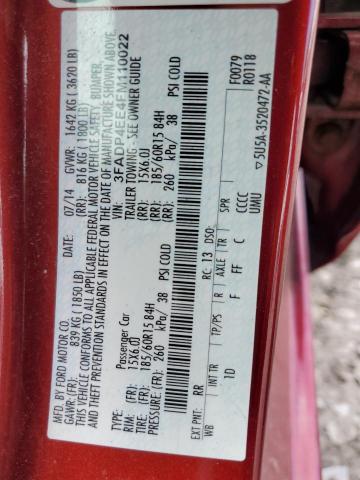 MFD. BY FORD MOTOR CO.
07/14 GVWR: 1642 KG ( 3620 LB)
GAWR: (FR): 839 KG ( 1850 LB) (RR): 816 KG ( 1800 LB)
THIS VEHICLE CONFORMS TO ALL APPLICABLE FEDERAL MOTOR VEHICLE SAFETY, BUMPER,
AND THEFT PREVENTION STANDARDS IN EFFECT ON THE DATE OF MANUFACTURE SHOWN ABOVE.
VIN: 3FADP4EE4FM110022
TYPE: Passenger Car TRAILER TOWING - SEE OWNER GUIDE
RIM: (FR): 15X6.0J (RR): 15X6.0J
TIRE: (FR): 185/60R15 84H (RR): 185/60R15 84H
PRESSURE: (FR): 260 kPa/ 38 PSI COLD (RR): 260 kPa/ 38 PSI COLD
EXT PNT: RR RC: 13 DSO: F0079
WB INT TR TP/PS R AXLE TR SPR R0118
1D F FF C CCCC
UVM ▽5U5A-3520472-AA